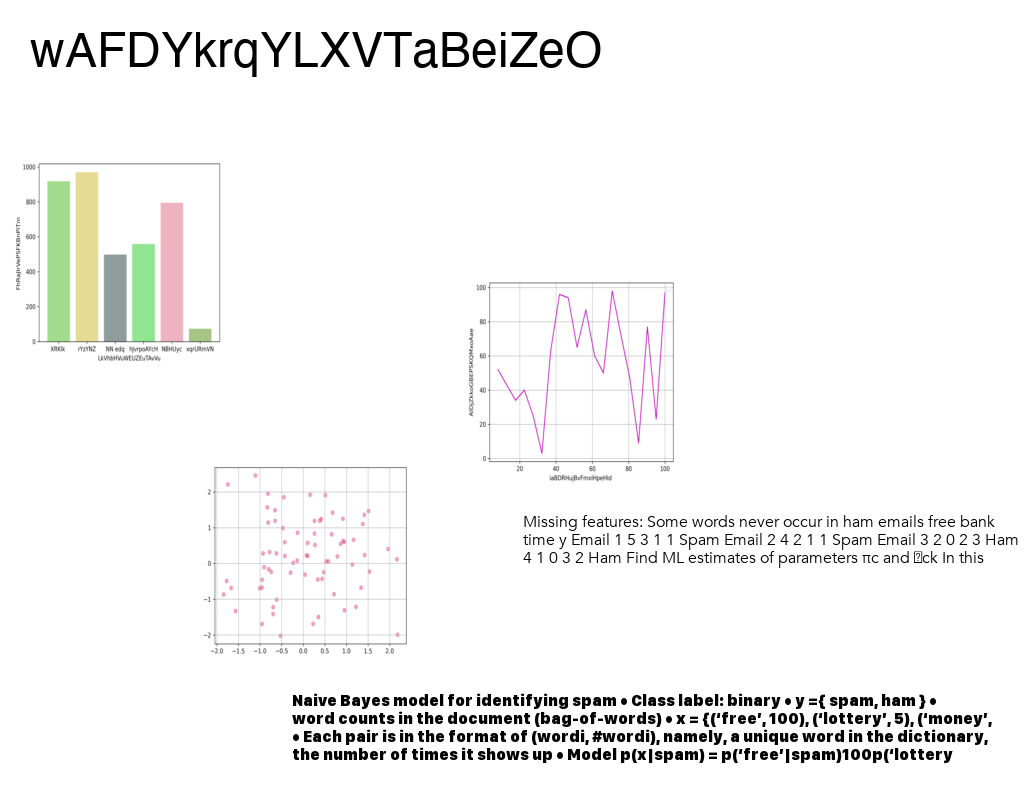 wAFDYkrqYLXVTaBeiZeO
1000
800
600
400
200
0
XRKlk rYzYNZ NN edq hJvrpoAYcH NBHUyc xqrURmVN
LkVhbHVuWEUZEuTAvVu
100
80
60
40
20
0
20 40 60 80 100
iaBDRHujBvFmxlHpeHld
2
1
0
−1
−2
−2.0 −1.5 −1.0 −0.5 0.0 0.5 1.0 1.5 2.0
Missing features: Some words never occur in ham emails free bank
time y Email 1 5 3 1 1 Spam Email 2 4 2 1 1 Spam Email 3 2 0 2 3 Ham
4 1 0 3 2 Ham Find ML estimates of parameters πc and ck In this
Naive Bayes model for identifying spam • Class label: binary • y ={ spam, ham } •
word counts in the document (bag-of-words) • x = {(‘free’, 100), (‘lottery’, 5), (‘money’,
• Each pair is in the format of (wordi, #wordi), namely, a unique word in the dictionary,
the number of times it shows up • Model p(x|spam) = p(‘free’|spam)100p(‘lottery